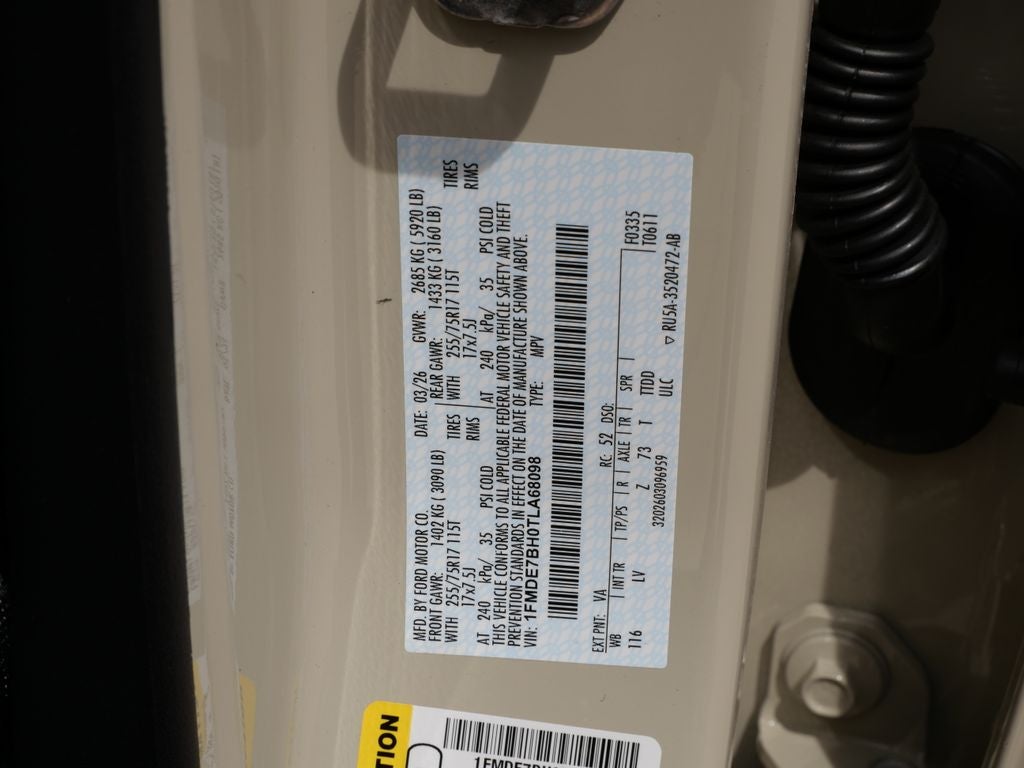 MFD. BY FORD MOTOR CO. DATE: 03/26 GVWR: 2685 KG ( 5920 LB)
FRONT GAWR: 1402 KG ( 3090 LB) REAR GAWR: 1433 KG ( 3160 LB)
WITH 255/75R17 115T TIRES WITH 255/75R17 115T TIRES
17x7.5J RIMS 17x7.5J RIMS
AT 240 kPa/ 35 PSI COLD AT 240 kPa/ 35 PSI COLD
THIS VEHICLE CONFORMS TO ALL APPLICABLE FEDERAL MOTOR VEHICLE SAFETY AND THEFT
PREVENTION STANDARDS IN EFFECT ON THE DATE OF MANUFACTURE SHOWN ABOVE.
VIN: 1FMDE7BH0TLA68098 TYPE: MPV
EXT PNT: VA RC: 52 DSO: F0335
WB INT TR TP/PS R AXLE TR SPR T0611
116 LV Z 73 T TTDD
ULC
3202603096959 ▽ RU5A-3520472-AB